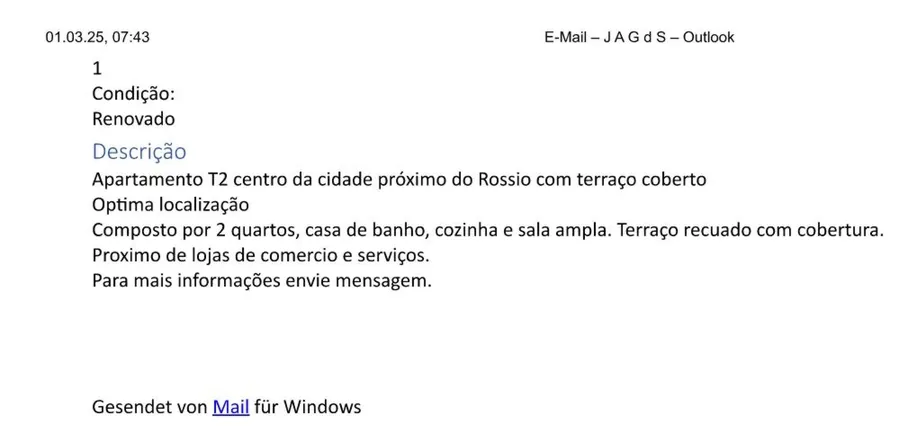 01.03.25, 07:43 E-Mail – J A G d S – Outlook
1
Condição:
Renovado
Descrição
Apartamento T2 centro da cidade próximo do Rossio com terraço coberto
Optima localização
Composto por 2 quartos, casa de banho, cozinha e sala ampla. Terraço recuado com cobertura.
Proximo de lojas de comercio e serviços.
Para mais informações envie mensagem.
Gesendet von Mail für Windows